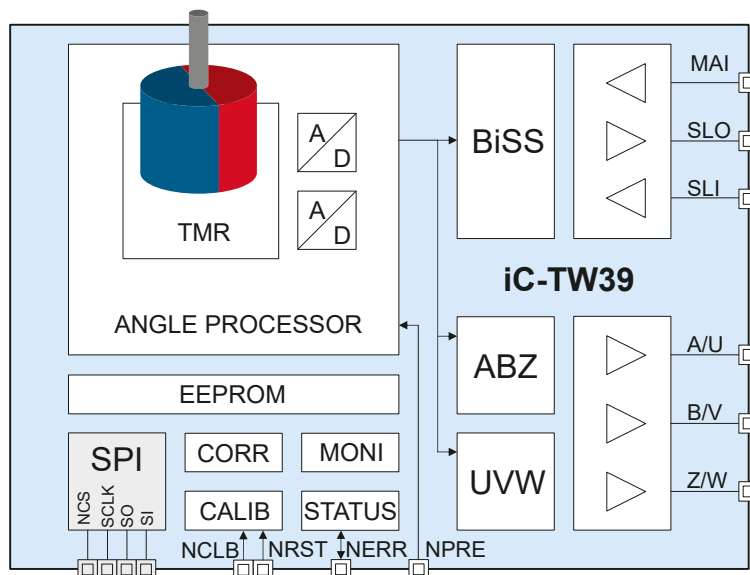 MAI
A
D
BiSS
SLO
A
D
SLI
TMR
iC-TW39
ANGLE PROCESSOR
A/U
ABZ
EEPROM
B/V
SPI
CORR
MONI
UVW
Z/W
NCS
SCLK
SO
SI
CALIB
STATUS
NCLB
NRST
NERR
NPRE